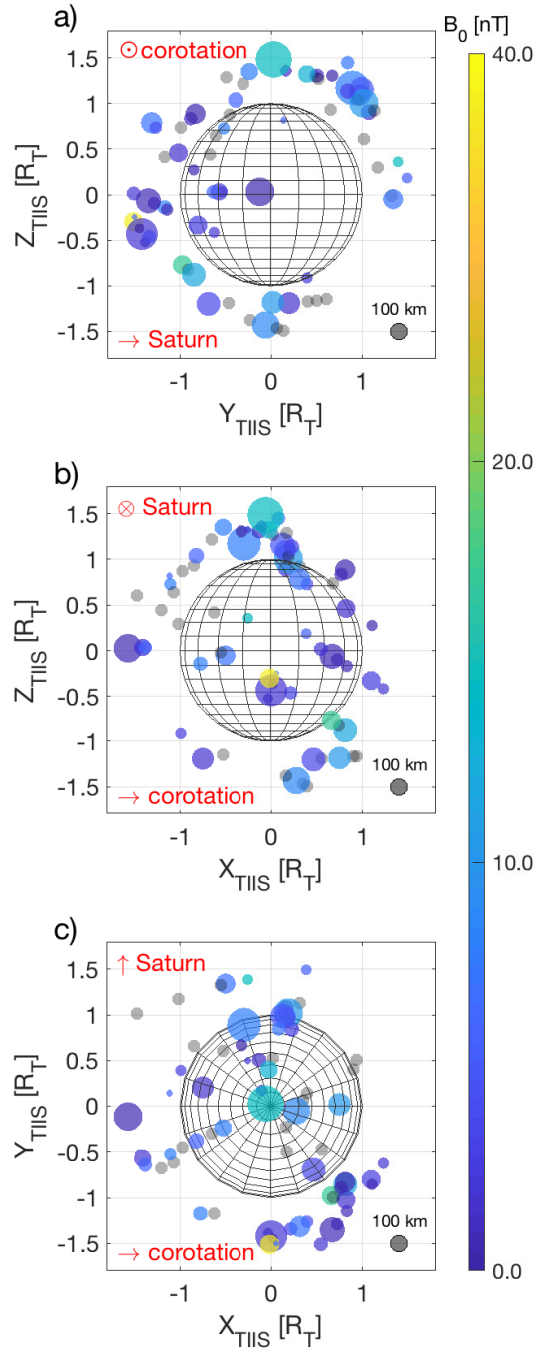 a)
B_0 [nT]
⊙ corotation
40.0
1.5
1
0.5
0
-0.5
-1
-1.5
Z_TIIS [R_T]
100 km
→ Saturn
-1 0 1
Y_TIIS [R_T]
20.0
b)
⊗ Saturn
1.5
1
0.5
0
-0.5
-1
-1.5
Z_TIIS [R_T]
100 km
→ corotation
-1 0 1
X_TIIS [R_T]
10.0
c)
↑ Saturn
1.5
1
0.5
0
-0.5
-1
-1.5
Y_TIIS [R_T]
100 km
→ corotation
-1 0 1
X_TIIS [R_T]
0.0